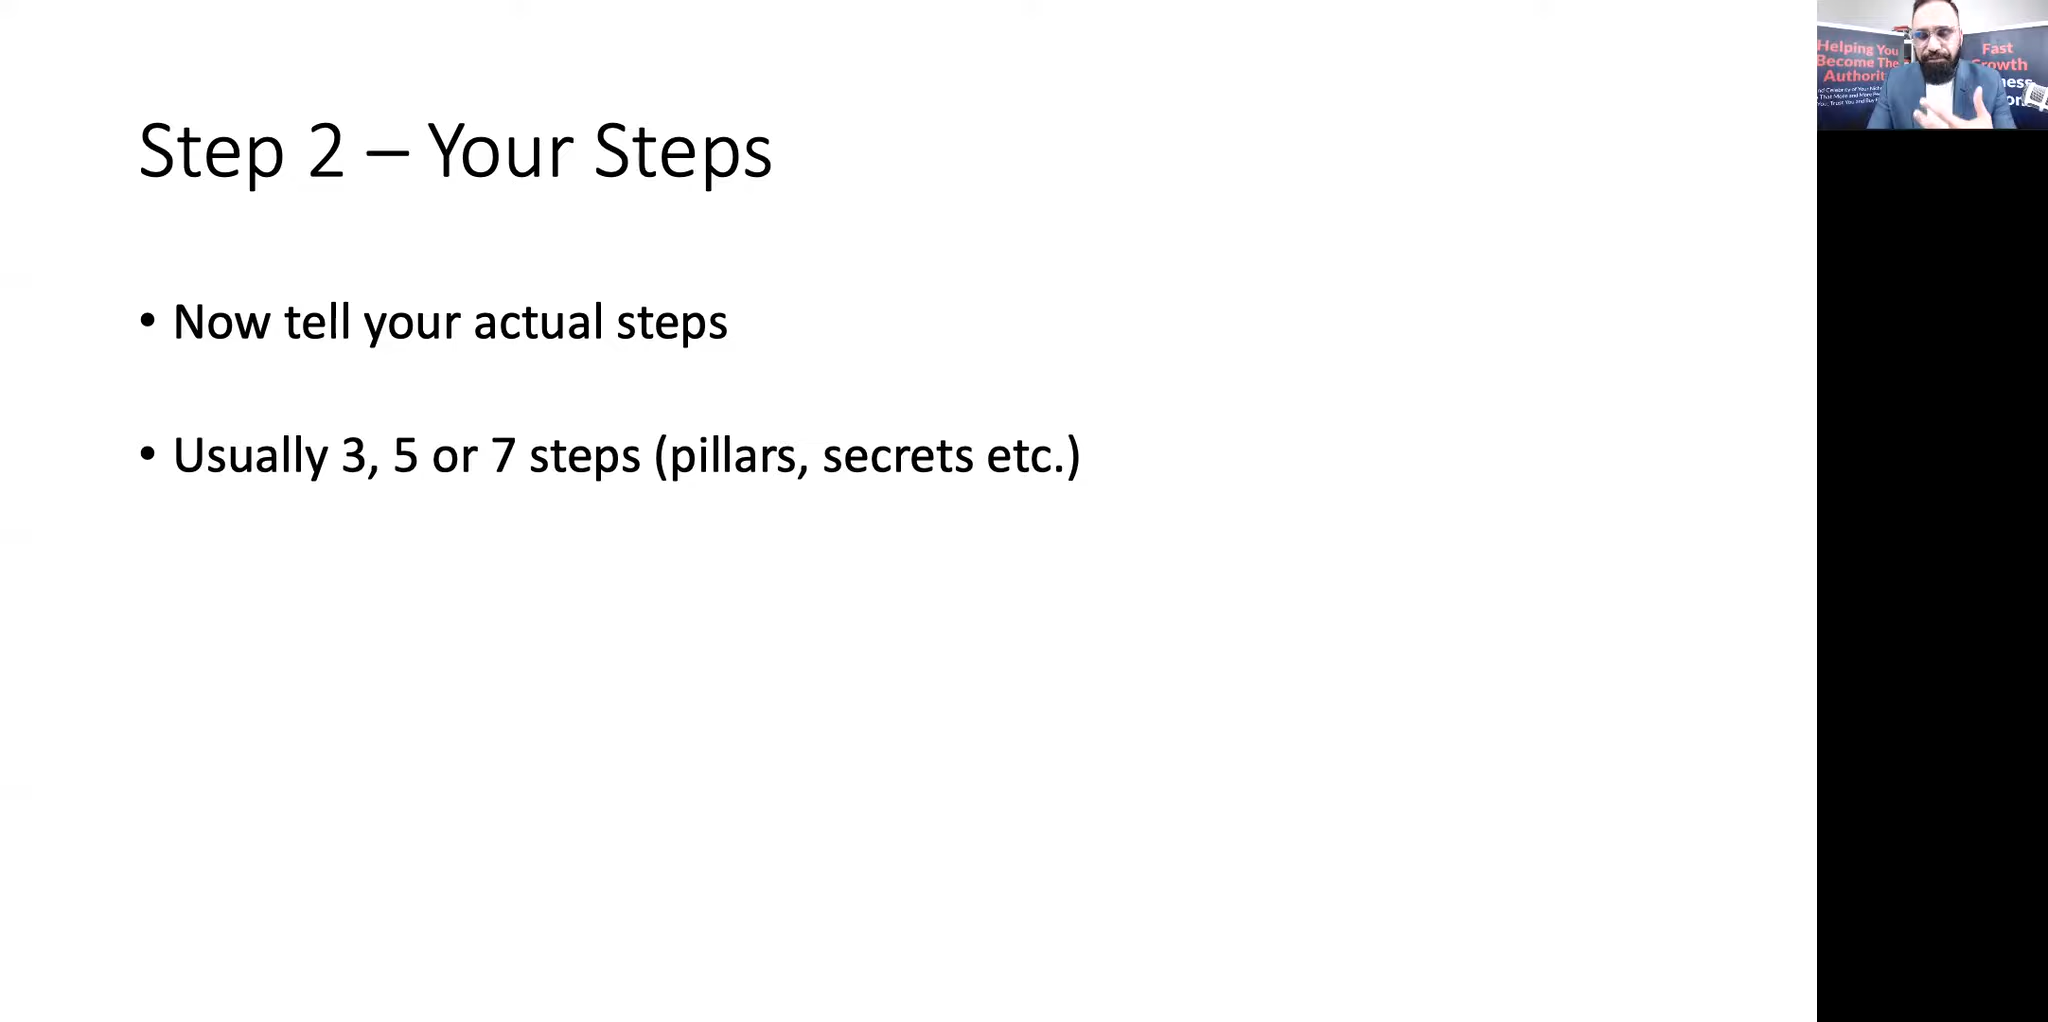 Step 2 – Your Steps
• Now tell your actual steps
• Usually 3, 5 or 7 steps (pillars, secrets etc.)
Helping You
Become The
Authorit
Fast
Growth